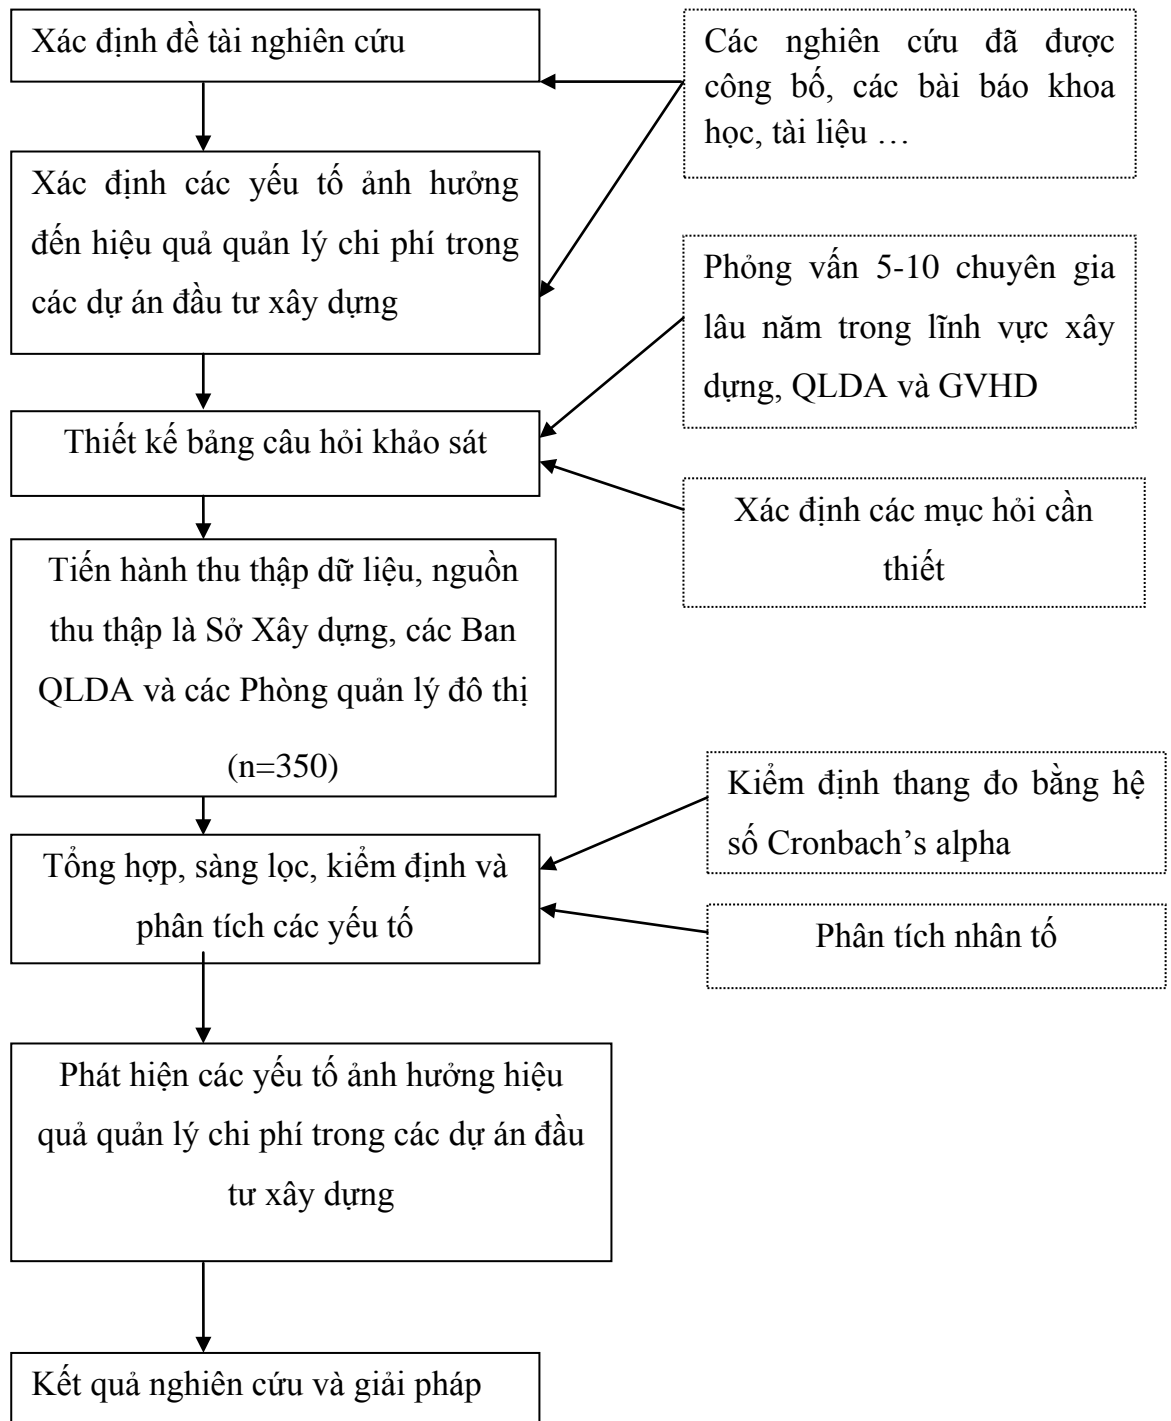 Xác định đề tài nghiên cứu
Các nghiên cứu đã được
công bố, các bài báo khoa
học, tài liệu …
Xác định các yếu tố ảnh hưởng
đến hiệu quả quản lý chi phí trong
các dự án đầu tư xây dựng
Phỏng vấn 5-10 chuyên gia
lâu năm trong lĩnh vực xây
dựng, QLDA và GVHD
Thiết kế bảng câu hỏi khảo sát
Xác định các mục hỏi cần
thiết
Tiến hành thu thập dữ liệu, nguồn
thu thập là Sở Xây dựng, các Ban
QLDA và các Phòng quản lý đô thị
(n=350)
Kiểm định thang đo bằng hệ
số Cronbach’s alpha
Tổng hợp, sàng lọc, kiểm định và
phân tích các yếu tố
Phân tích nhân tố
Phát hiện các yếu tố ảnh hưởng hiệu
quả quản lý chi phí trong các dự án đầu
tư xây dựng
Kết quả nghiên cứu và giải pháp